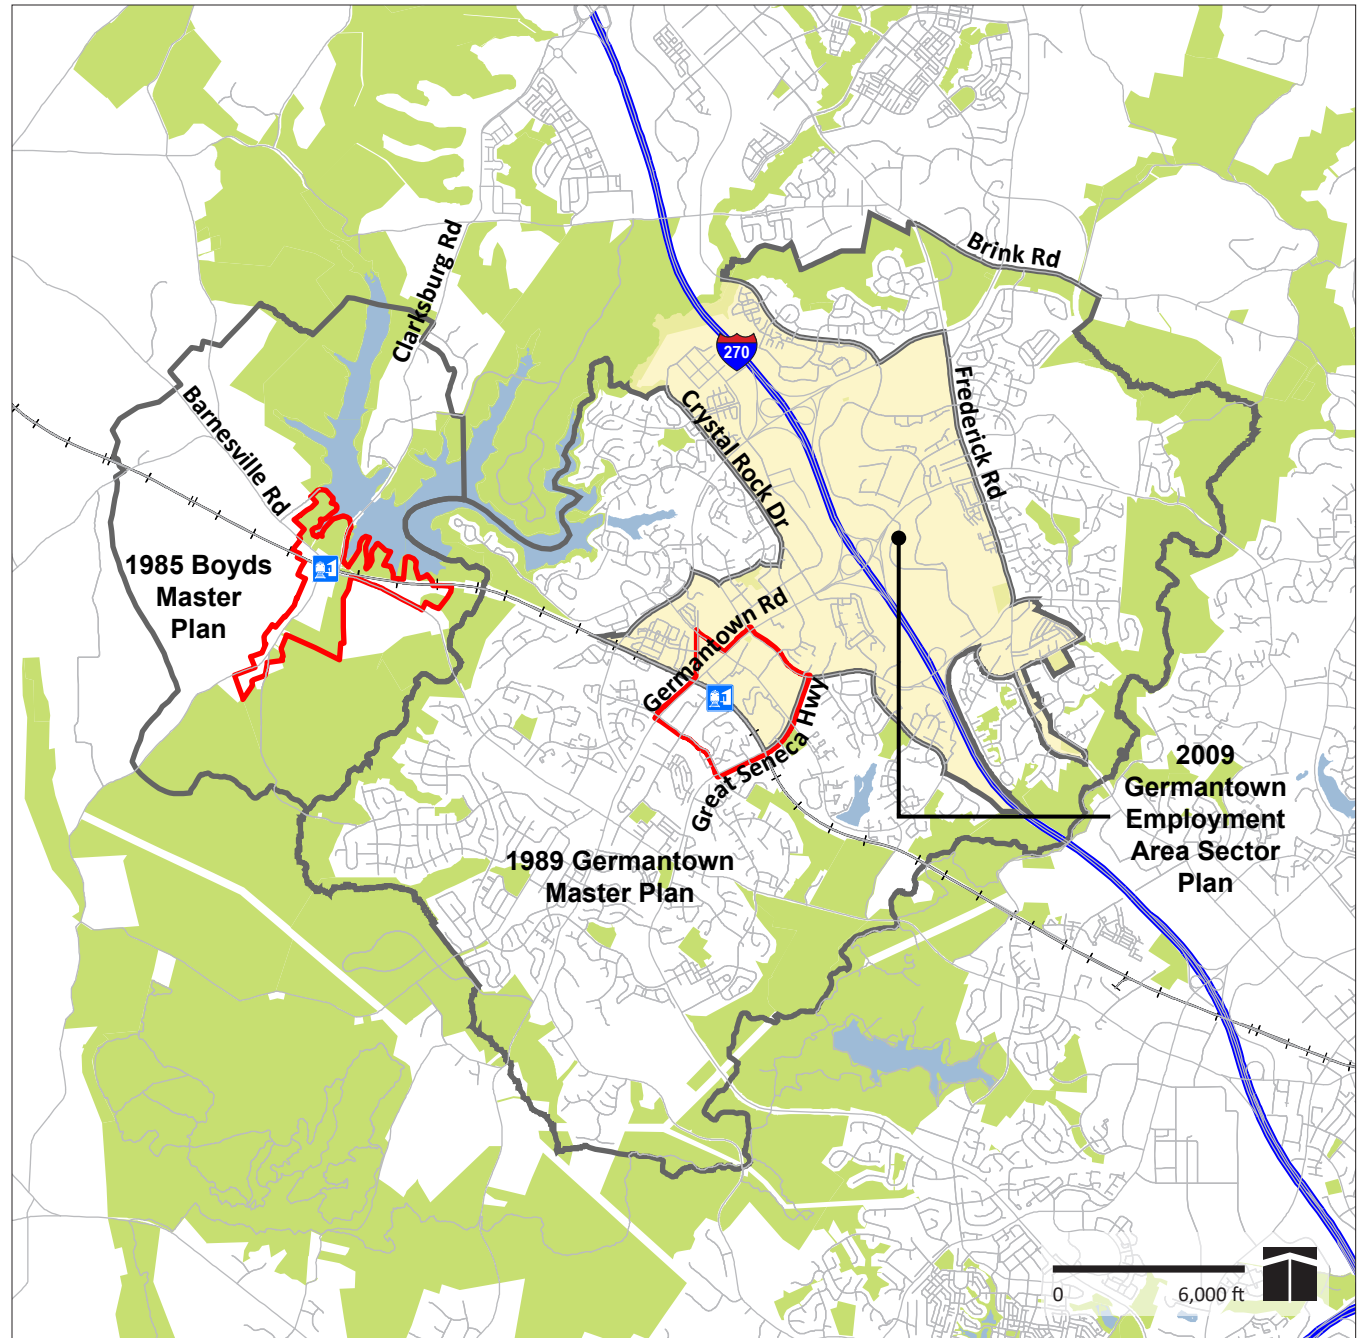 Brink Rd
Clarksburg Rd
270
Barnesville Rd
Crystal Rock Dr
Frederick Rd
1985 Boyds
Master
Plan
Germantown Rd
Great Seneca Hwy
2009
Germantown
Employment
Area Sector
Plan
1989 Germantown
Master Plan
0 6,000 ft